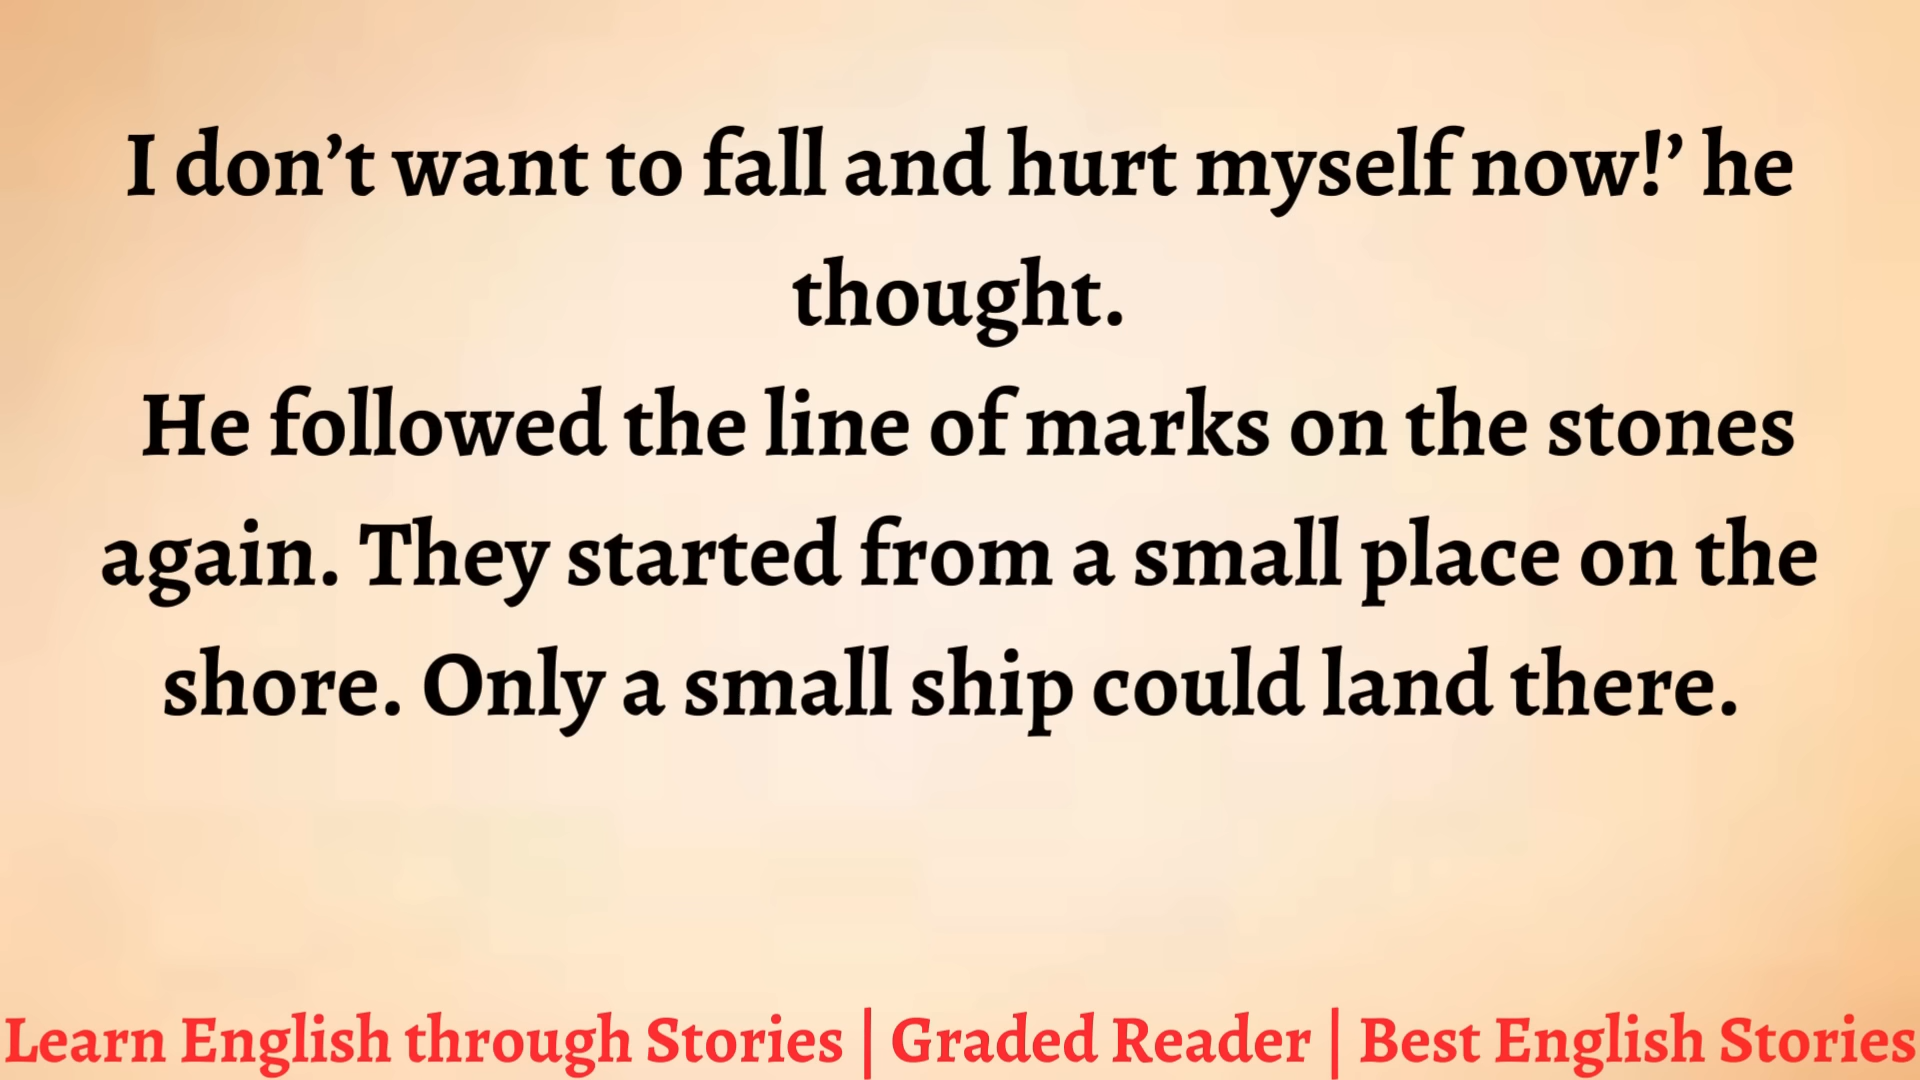 I don’t want to fall and hurt myself now!’ he
thought.
He followed the line of marks on the stones
again. They started from a small place on the
shore. Only a small ship could land there.
Learn English through Stories | Graded Reader | Best English Stories